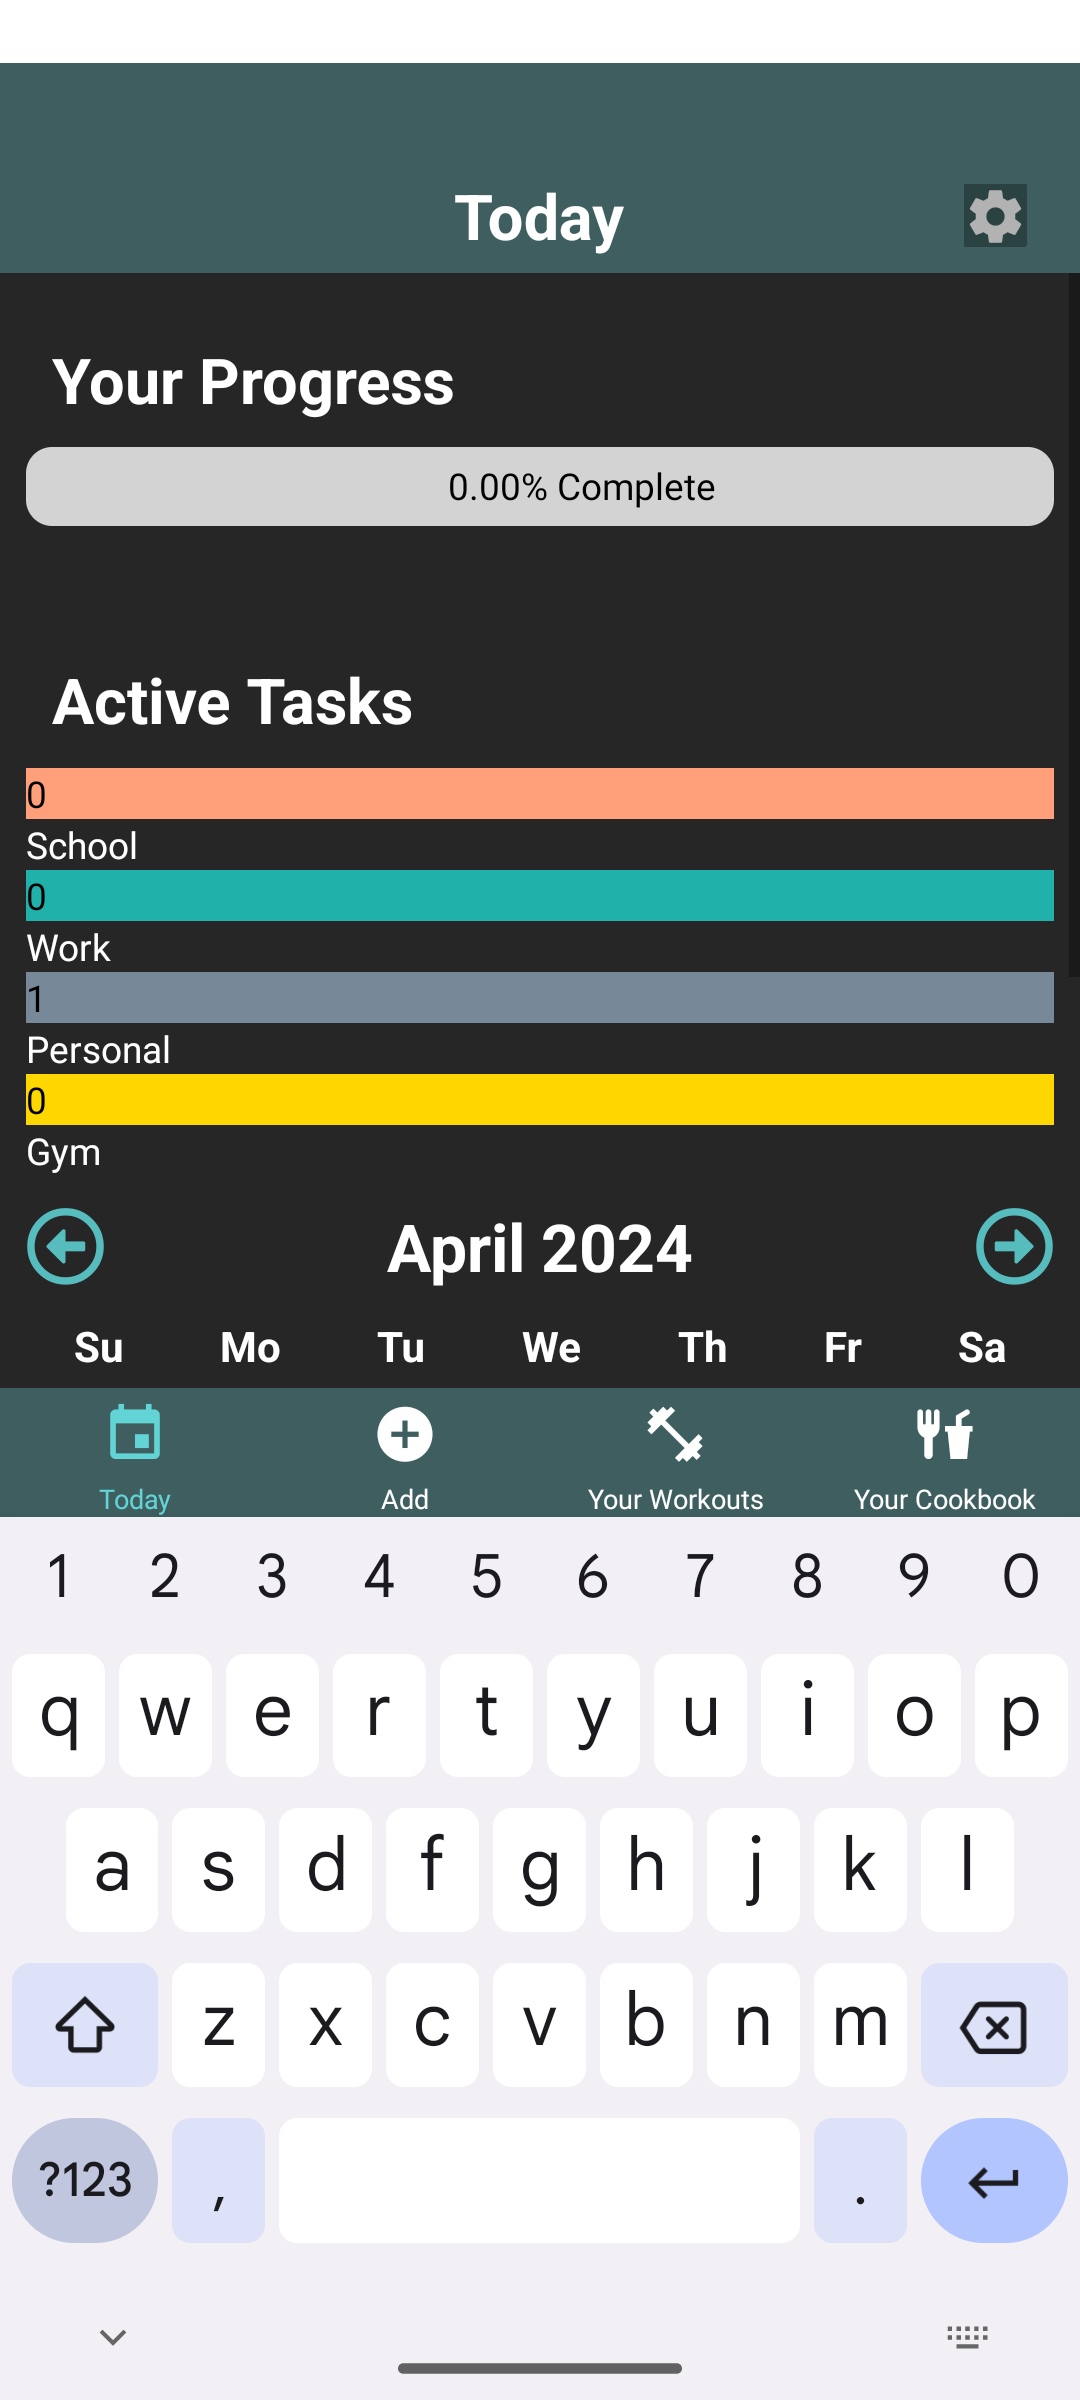 Today
Your Progress
0.00% Complete
Active Tasks
0
School
0
Work
1
Personal
0
Gym
April 2024
Su Mo Tu We Th Fr Sa
Today Add Your Workouts Your Cookbook
1 2 3 4 5 6 7 8 9 0
q w e r t y u i o p
a s d f g h j k l
z x c v b n m
?123 , .